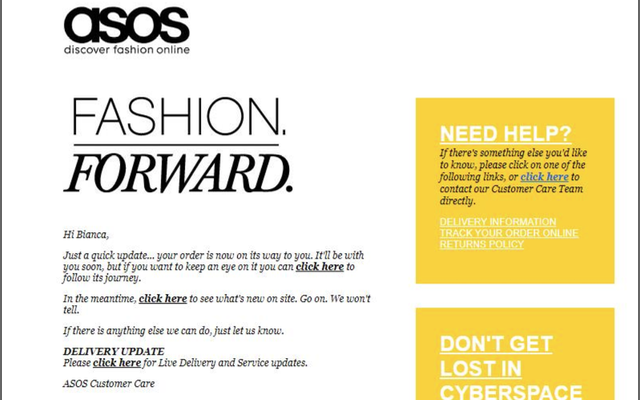 asos
discover fashion online
FASHION.
FORWARD.
Hi Bianca,
Just a quick update... your order is now on its way to you. It'll be with
you soon, but if you want to keep an eye on it you can click here to
follow its journey.
In the meantime, click here to see what's new on site. Go on. We won't
tell.
If there is anything else we can do, just let us know.
DELIVERY UPDATE
Please click here for Live Delivery and Service updates.
ASOS Customer Care
NEED HELP?
If there's something else you'd like
to know, please click on one of the
following links, or click here to
contact our Customer Care Team
directly.
DELIVERY INFORMATION
TRACK YOUR ORDER ONLINE
RETURNS POLICY
DON'T GET
LOST IN
CYBERSPACE